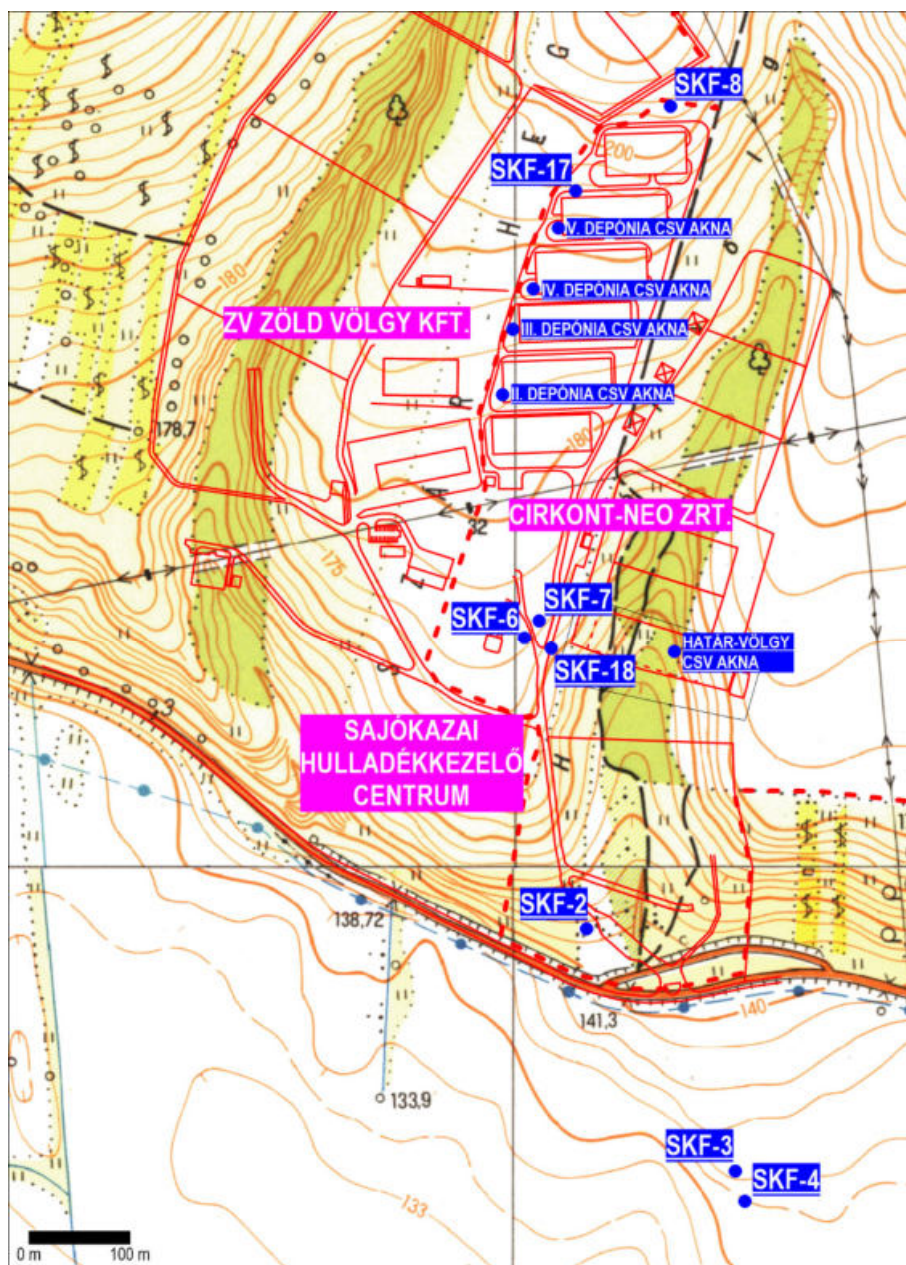 G
SKF-8
É
200
SKF-17
H
V. DEPÓNIA CSV AKNA
180
IV. DEPÓNIA CSV AKNA
ZV ZÖLD VÖLGY KFT.
III. DEPÓNIA CSV AKNA
II. DEPÓNIA CSV AKNA
R
178,7
180
A
32
CIRKONT-NEO ZRT.
175
Z
SKF-7
SKF-6
HATÁR-VÖLGY
CSV AKNA
SKF-18
S
SAJÓKAZAI
HULLADÉKKEZELŐ
CENTRUM
H
SKF-2
138,72
141,3
140
133,9
SKF-3
SKF-4
133
0 m 100 m